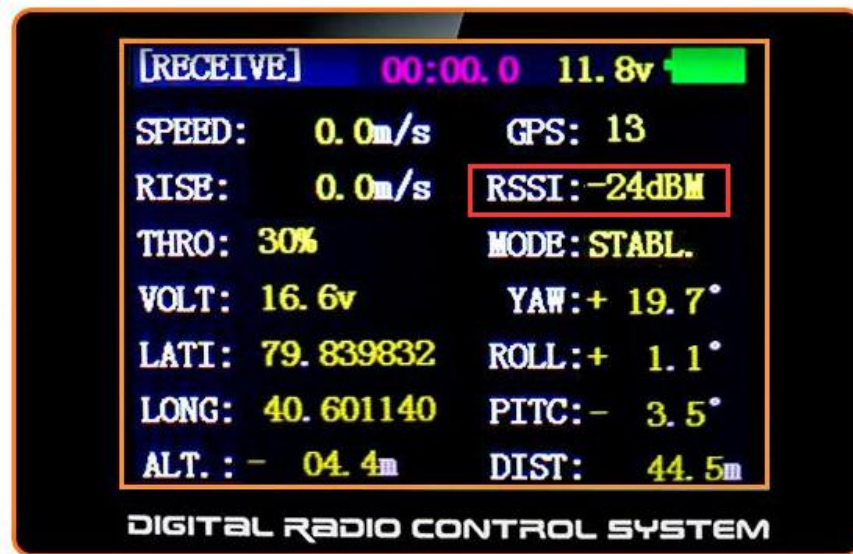 [RECEIVE] 00:00.0 11.8v
SPEED: 0.0m/s GPS: 13
RISE: 0.0m/s RSSI:-24dBM
THRO: 30% MODE:STABL.
VOLT: 16.6v YAW:+ 19.7°
LATI: 79.839832 ROLL:+ 1.1°
LONG: 40.601140 PITC:- 3.5°
ALT.:- 04.4m DIST: 44.5m
DIGITAL RADIO CONTROL SYSTEM